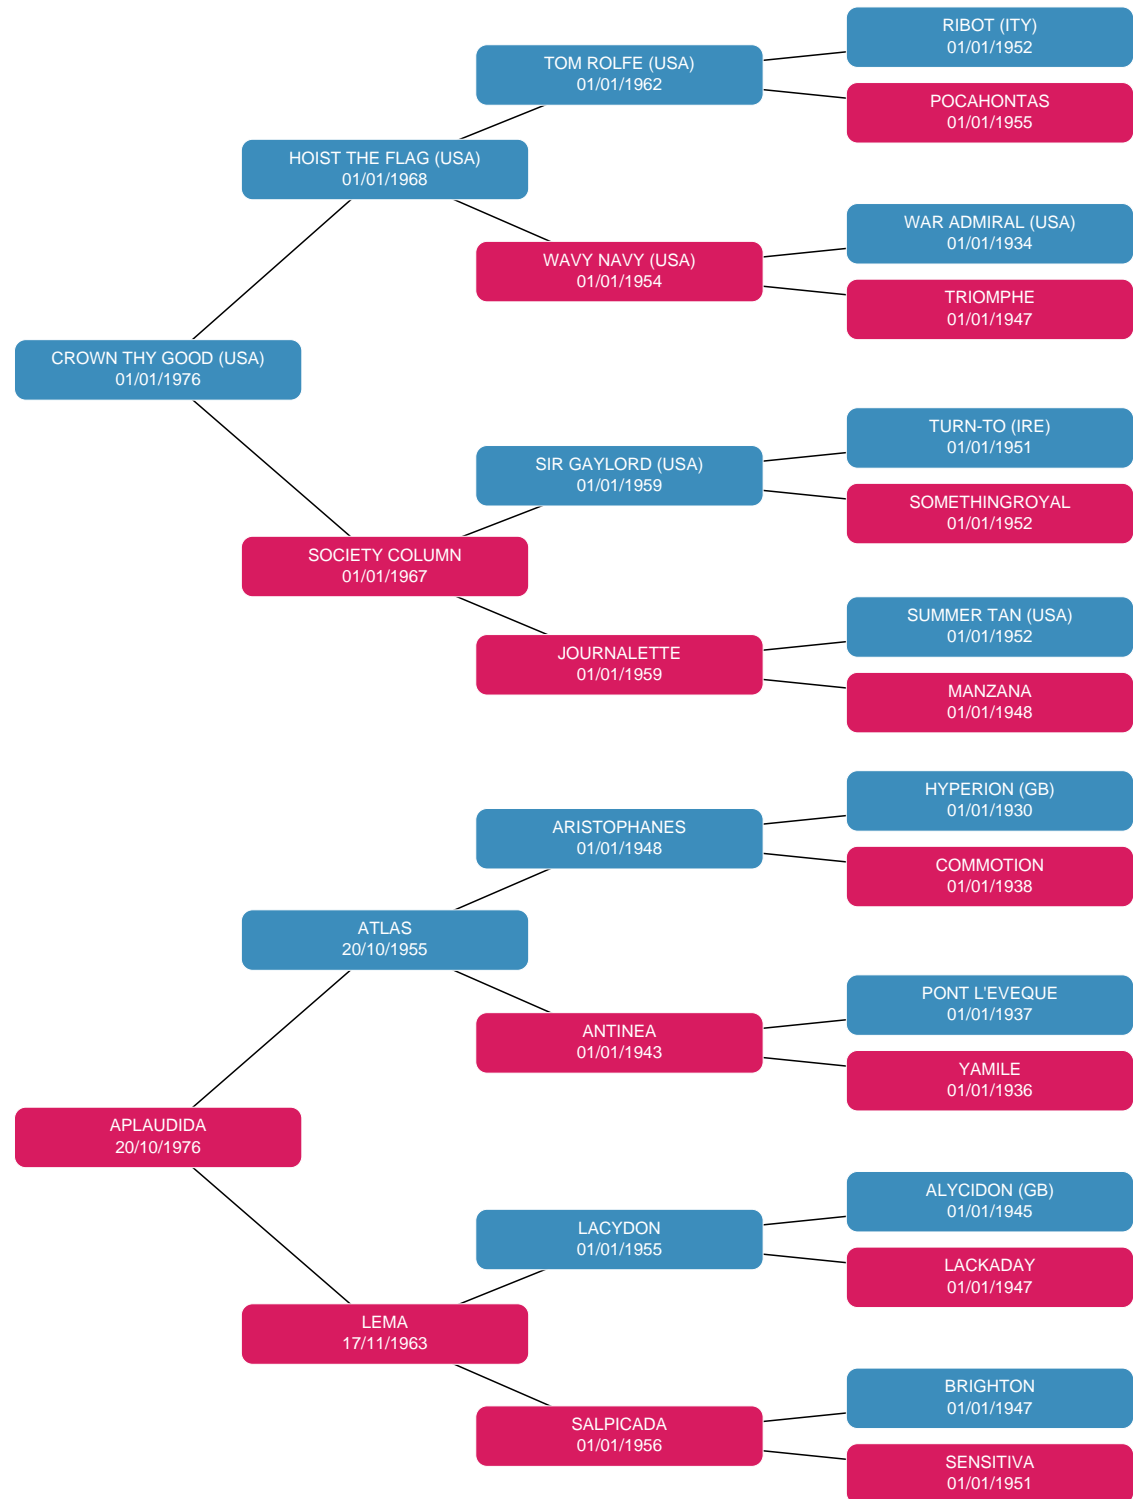 RIBOT (ITY)
01/01/1952
TOM ROLFE (USA)
01/01/1962
POCAHONTAS
01/01/1955
HOIST THE FLAG (USA)
01/01/1968
WAR ADMIRAL (USA)
01/01/1934
WAVY NAVY (USA)
01/01/1954
TRIOMPHE
01/01/1947
CROWN THY GOOD (USA)
01/01/1976
TURN-TO (IRE)
01/01/1951
SIR GAYLORD (USA)
01/01/1959
SOMETHINGROYAL
01/01/1952
SOCIETY COLUMN
01/01/1967
SUMMER TAN (USA)
01/01/1952
JOURNALETTE
01/01/1959
MANZANA
01/01/1948
HYPERION (GB)
01/01/1930
ARISTOPHANES
01/01/1948
COMMOTION
01/01/1938
ATLAS
20/10/1955
PONT L'EVEQUE
01/01/1937
ANTINEA
01/01/1943
YAMILE
01/01/1936
APLAUDIDA
20/10/1976
ALYCIDON (GB)
01/01/1945
LACYDON
01/01/1955
LACKADAY
01/01/1947
LEMA
17/11/1963
BRIGHTON
01/01/1947
SALPICADA
01/01/1956
SENSITIVA
01/01/1951